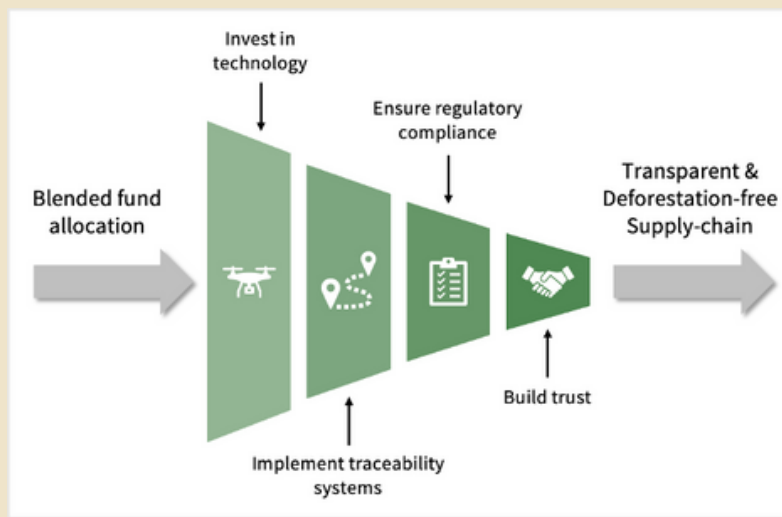 Invest in
technology
Ensure regulatory
compliance
Blended fund
allocation
Transparent &
Deforestation-free
Supply-chain
Build trust
Implement traceability
systems